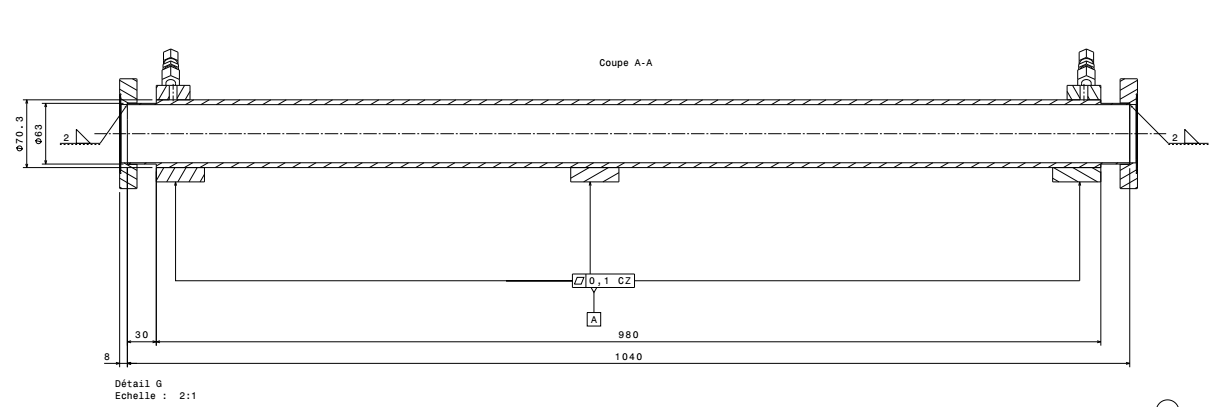 Coupe A-A
Φ70.3
Φ63
2
2
0,1 CZ
A
30
980
8
1040
Détail G
Echelle : 2:1